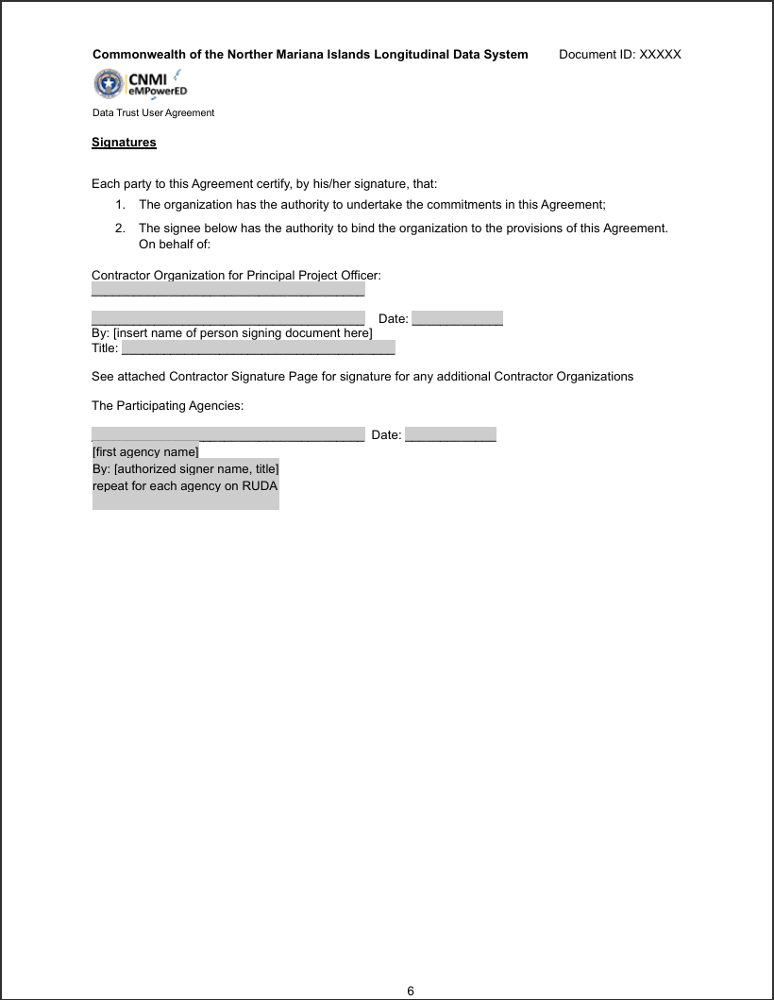 Commonwealth of the Norther Mariana Islands Longitudinal Data System Document ID: XXXXX
CNMI
eMPowerED
Data Trust User Agreement
Signatures
Each party to this Agreement certify, by his/her signature, that:
1. The organization has the authority to undertake the commitments in this Agreement;
2. The signee below has the authority to bind the organization to the provisions of this Agreement.
On behalf of:
Contractor Organization for Principal Project Officer:
_______________________________________
_______________________________________ Date: _____________
By: [insert name of person signing document here]
Title: _______________________________________
See attached Contractor Signature Page for signature for any additional Contractor Organizations
The Participating Agencies:
_______________________________________ Date: _____________
[first agency name]
By: [authorized signer name, title]
repeat for each agency on RUDA
6